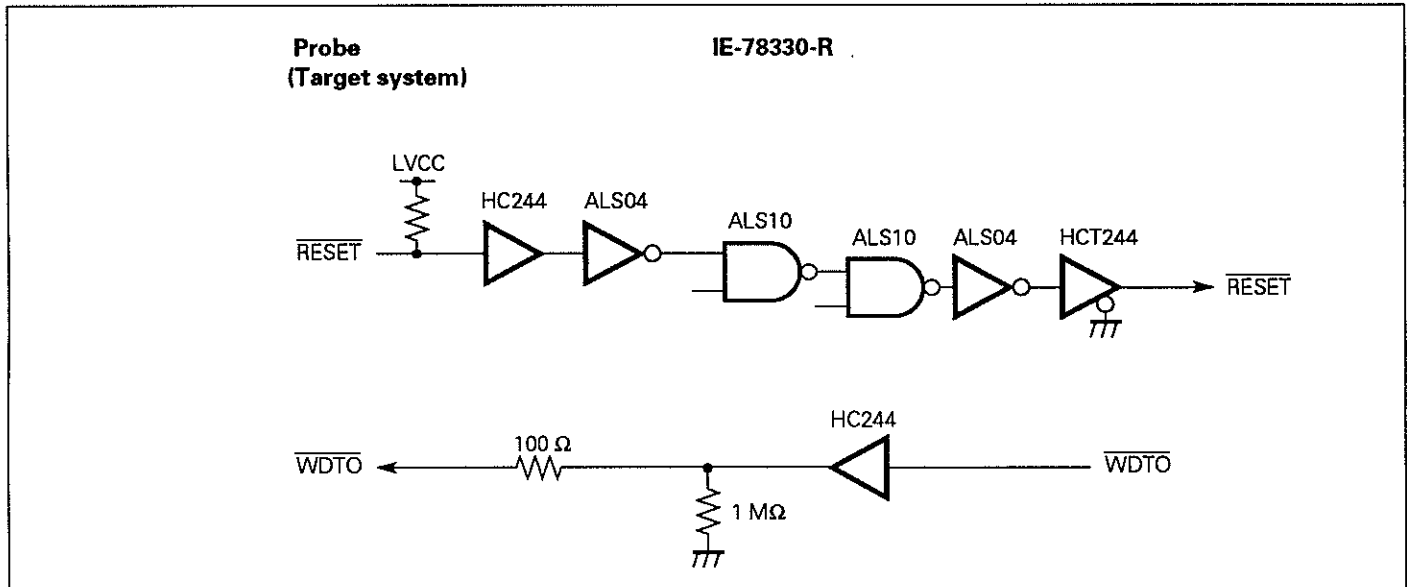 Probe
(Target system)
IE-78330-R
LVCC
HC244
ALS04
ALS10
ALS10
ALS04
HCT244
RESET
RESET
HC244
100 Ω
WDTO
WDTO
1 MΩ